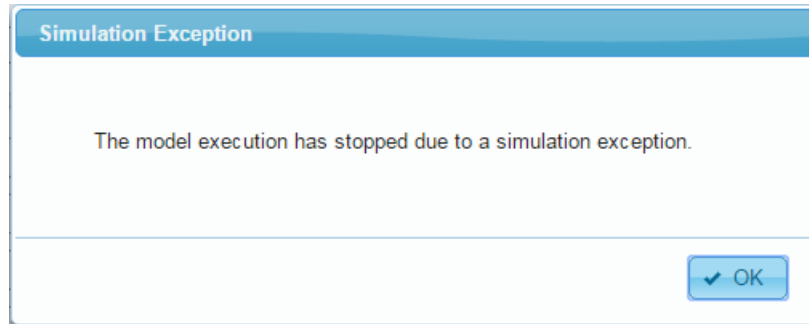 Simulation Exception
The model execution has stopped due to a simulation exception.
OK